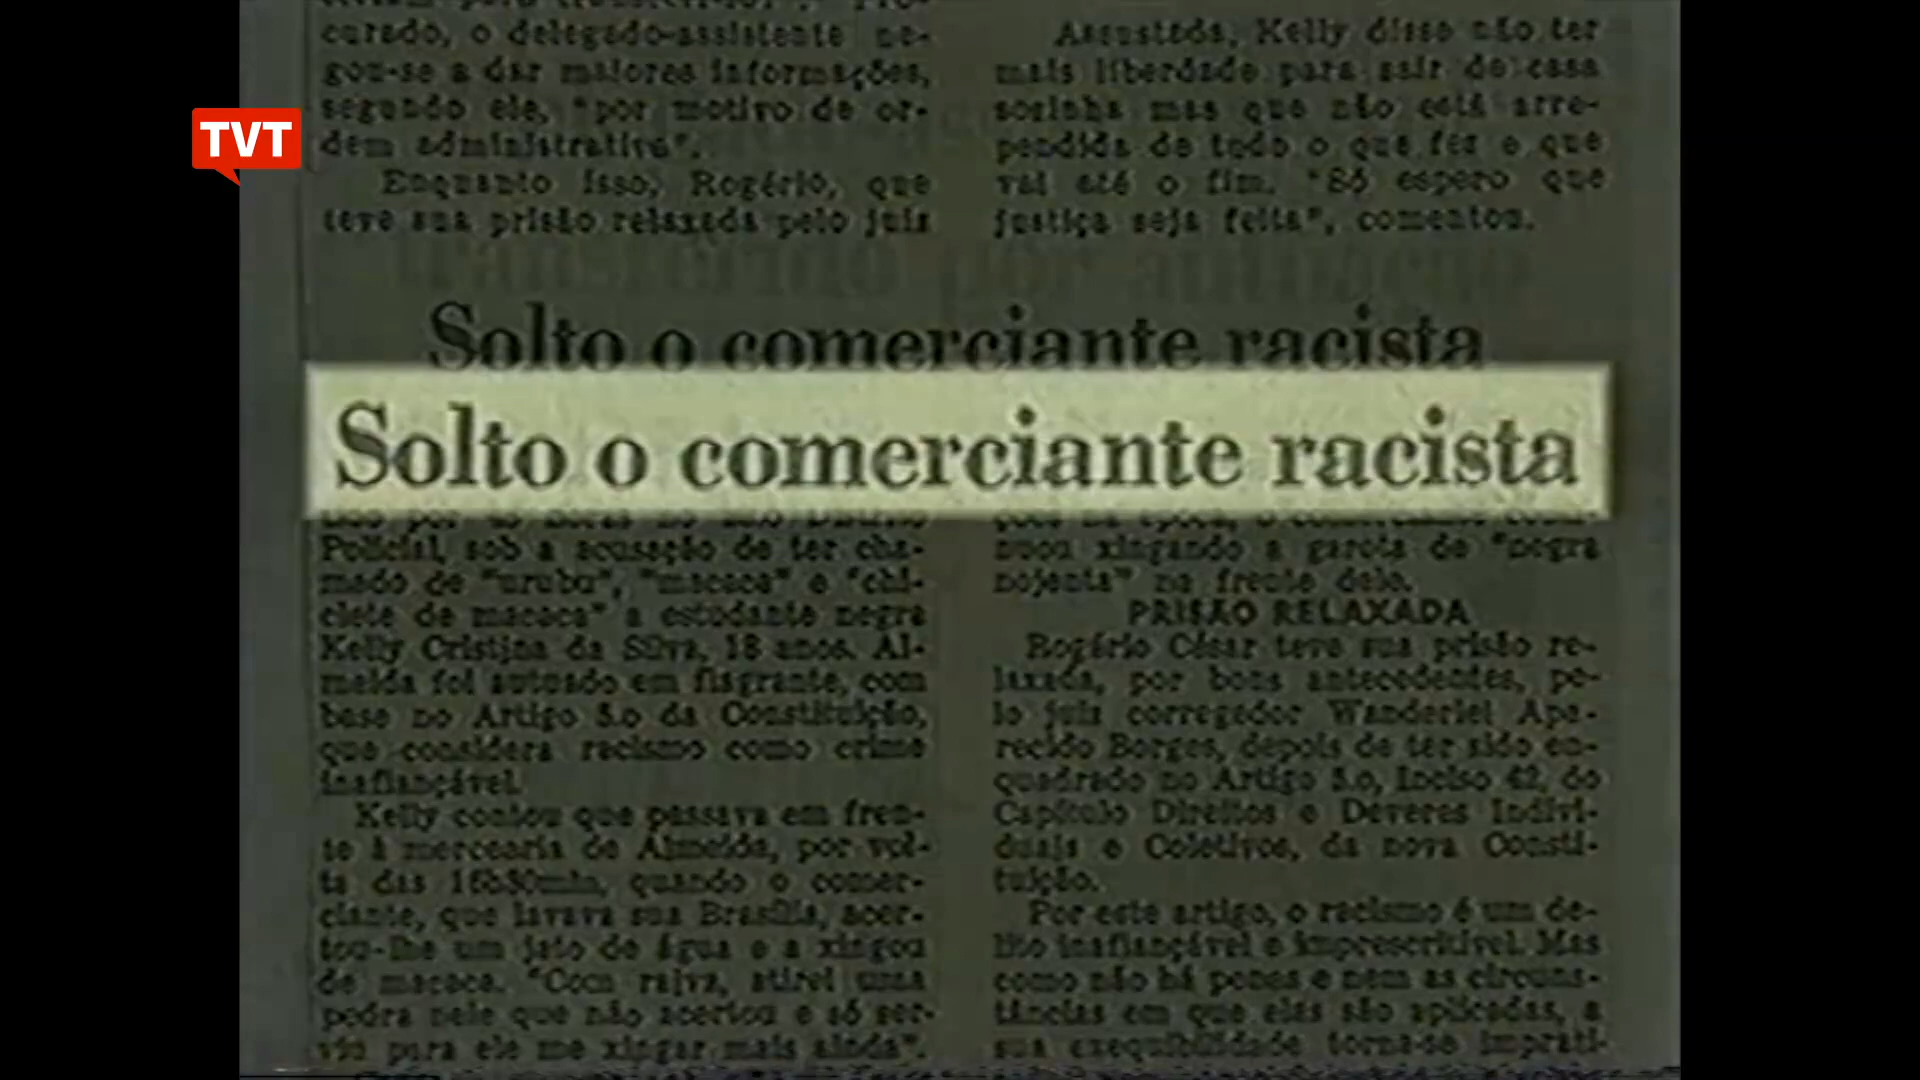 TVT
curado, o delegado-assistente ne-
gou-se a dar maiores informações,
segundo ele, "por motivo de or-
dem administrativa".
Enquanto isso, Rogério, que
teve sua prisão relaxada pelo juiz
Assustada, Kelly disse não ter
mais liberdade para sair de casa
sozinha mas que não está arre-
pendida de tudo o que fez e que
vai até o fim. "Só espero que
justiça seja feita", comentou.
Solto o comerciante racista
Solto o comerciante racista
Policial, sob a acusação de ter cha-
mado de "urubu", "macaca" e "chi-
clete de macaca" a estudante negra
Kelly Cristina da Silva, 18 anos. Al-
meida foi autuado em flagrante, com
base no Artigo 5.o da Constituição,
que considera racismo como crime
inafiançável.
Kelly contou que passava em fren-
te à mercearia de Almeida, por vol-
ta das 16h30min, quando o comer-
ciante, que lavava sua Brasília, acer-
tou-lhe um jato de água e a xingou
de macaca. "Com raiva, atirei uma
pedra nele que não acertou e só ser-
viu para ele me xingar mais ainda".
nuou xingando a garota de "negra
nojenta" na frente dele.
PRISÃO RELAXADA
Rogério César teve sua prisão re-
laxada, por bons antecedentes, pe-
lo juiz corregedor Wanderlei Apa-
recido Borges, depois de ter sido en-
quadrado no Artigo 5.o, Inciso 42, do
Capítulo Direitos e Deveres Indivi-
duais e Coletivos, da nova Consti-
tuição.
Por este artigo, o racismo é um de-
lito inafiançável e imprescritível. Mas
como não há penas e nem as circuns-
tâncias em que elas são aplicadas, a
sua exequibilidade torna-se imprati-